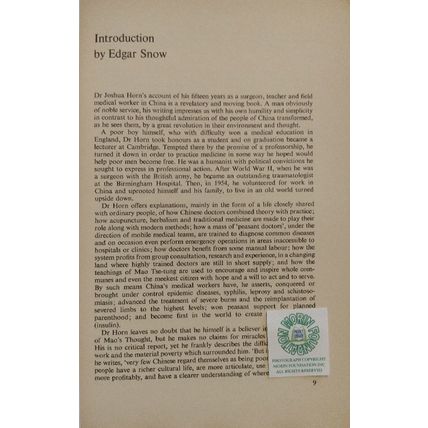 Introduction
by Edgar Snow
Dr Joshua Horn's account of his fifteen years as a surgeon, teacher and field
medical worker in China is a revelatory and moving book. A man obviously
of noble service, his writing impresses us with his own humility and simplicity
in contrast to his thoughtful admiration of the people of China transformed,
as he sees them, by a great revolution in their environment and thought.
A poor boy himself, who with difficulty won a medical education in
England, Dr Horn took honours as a student and on graduation became a
lecturer at Cambridge. Tempted there by the promise of a professorship, he
turned it down in order to practice medicine in some way he hoped would
help poor men become free. He was a humanist with political convictions he
sought to express in professional action. After World War II, when he was
a surgeon with the British army, he became an outstanding traumatologist
at the Birmingham Hospital. Then, in 1954, he volunteered for work in
China and uprooted himself and his family, to live in an old world turned
upside down.
Dr Horn offers explanations, mainly in the form of a life closely shared
with ordinary people, of how Chinese doctors combined theory with practice;
how acupuncture, herbalism and traditional medicine are made to play their
role along with modern methods; how a mass of 'peasant doctors', under the
direction of mobile medical teams, are trained to diagnose common diseases
and on occasion even perform emergency operations in areas inaccessible to
hospitals or clinics; how doctors benefit from some manual labour; how the
system profits from group consultation, research and experience, in a changing
land where highly trained doctors are still in short supply; and how the
teachings of Mao Tse-tung are used to encourage and inspire whole com-
munes and even the meekest citizen with hope and a will to act and to serve.
By such means China's medical workers have, he asserts, conquered or
brought under control epidemic diseases, syphilis, leprosy and schistoso-
miasis; advanced the treatment of severe burns and the reimplantation of
severed limbs to the highest levels; won peasant support for planned
parenthood; and become first in the world to create
(insulin).
Dr Horn leaves no doubt that he himself is a believer i
of Mao's Thought, but he makes no claims for miracles
His is no critical report, yet he frankly describes the diffi
work and the material poverty which surrounded him. 'But
he writes, 'very few Chinese regard themselves as being poor
people have a richer cultural life, are more articulate, use
more profitably, and have a clearer understanding of where
MORIN FOUNDATION
PHOTOGRAPH COPYRIGHT
MORIN FOUNDATION INC
ALL RIGHTS RESERVED
9